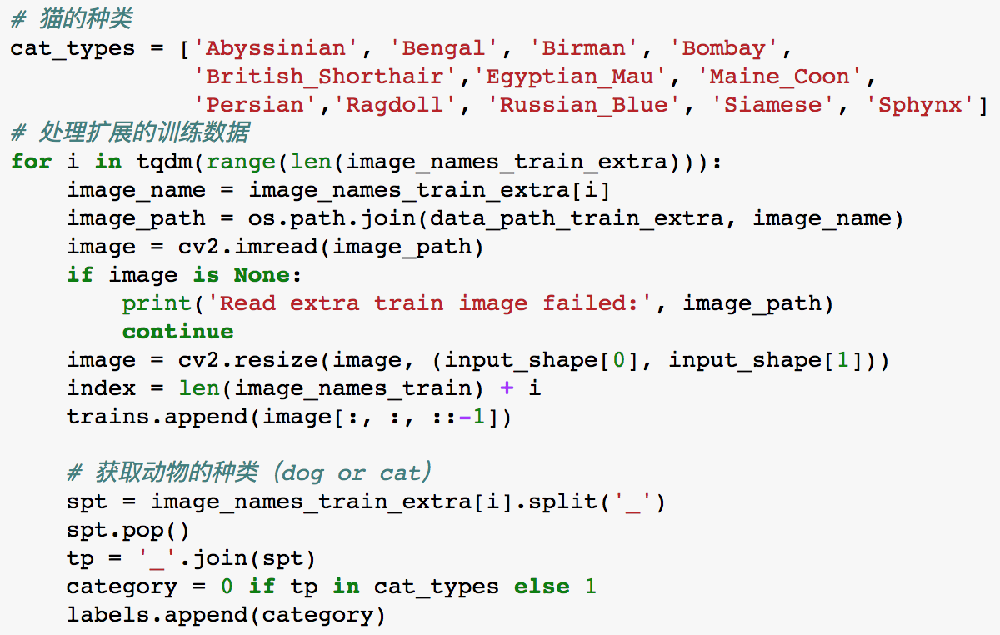 # 猫的种类
cat_types = ['Abyssinian', 'Bengal', 'Birman', 'Bombay',
             'British_Shorthair','Egyptian_Mau', 'Maine_Coon',
             'Persian','Ragdoll', 'Russian_Blue', 'Siamese', 'Sphynx']
# 处理扩展的训练数据
for i in tqdm(range(len(image_names_train_extra))):
    image_name = image_names_train_extra[i]
    image_path = os.path.join(data_path_train_extra, image_name)
    image = cv2.imread(image_path)
    if image is None:
        print('Read extra train image failed:', image_path)
        continue
    image = cv2.resize(image, (input_shape[0], input_shape[1]))
    index = len(image_names_train) + i
    trains.append(image[:, :, ::-1])

    # 获取动物的种类（dog or cat）
    spt = image_names_train_extra[i].split('_')
    spt.pop()
    tp = '_'.join(spt)
    category = 0 if tp in cat_types else 1
    labels.append(category)